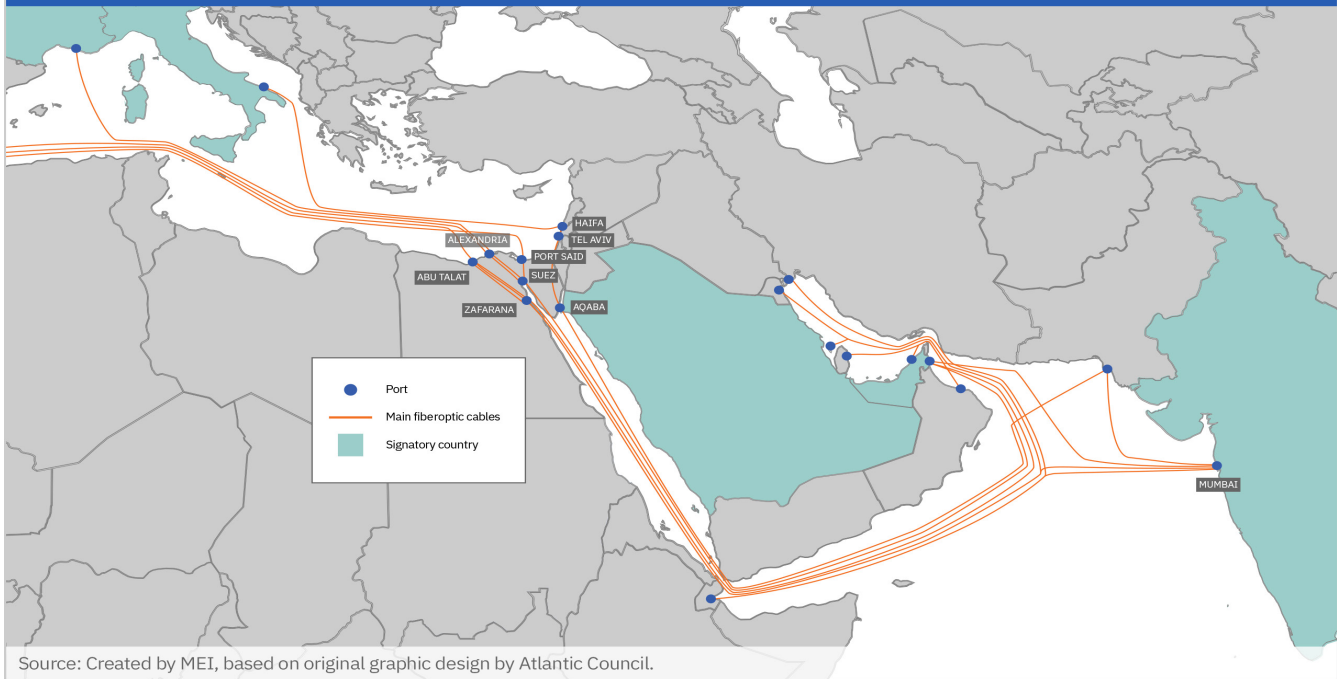 HAIFA
TEL AVIV
ALEXANDRIA
PORT SAID
ABU TALAT
SUEZ
ZAFARANA
AQABA
Port
Main fiberoptic cables
Signatory country
MUMBAI
Source: Created by MEI, based on original graphic design by Atlantic Council.